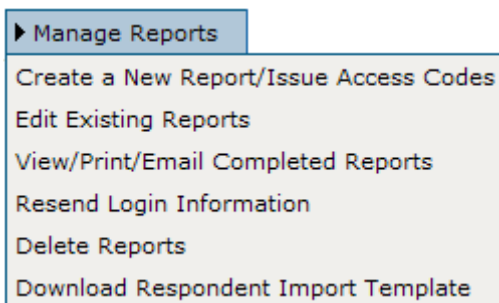 Manage Reports
Create a New Report/Issue Access Codes
Edit Existing Reports
View/Print/Email Completed Reports
Resend Login Information
Delete Reports
Download Respondent Import Template